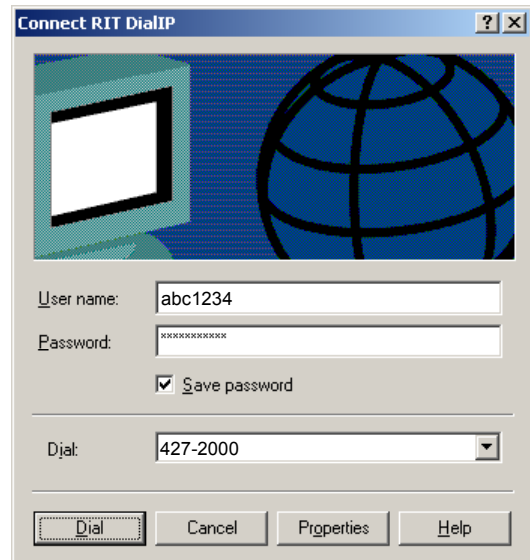 Connect RIT DialIP
User name: abc1234
Password: ***********
Save password
Dial: 427-2000
Dial Cancel Properties Help